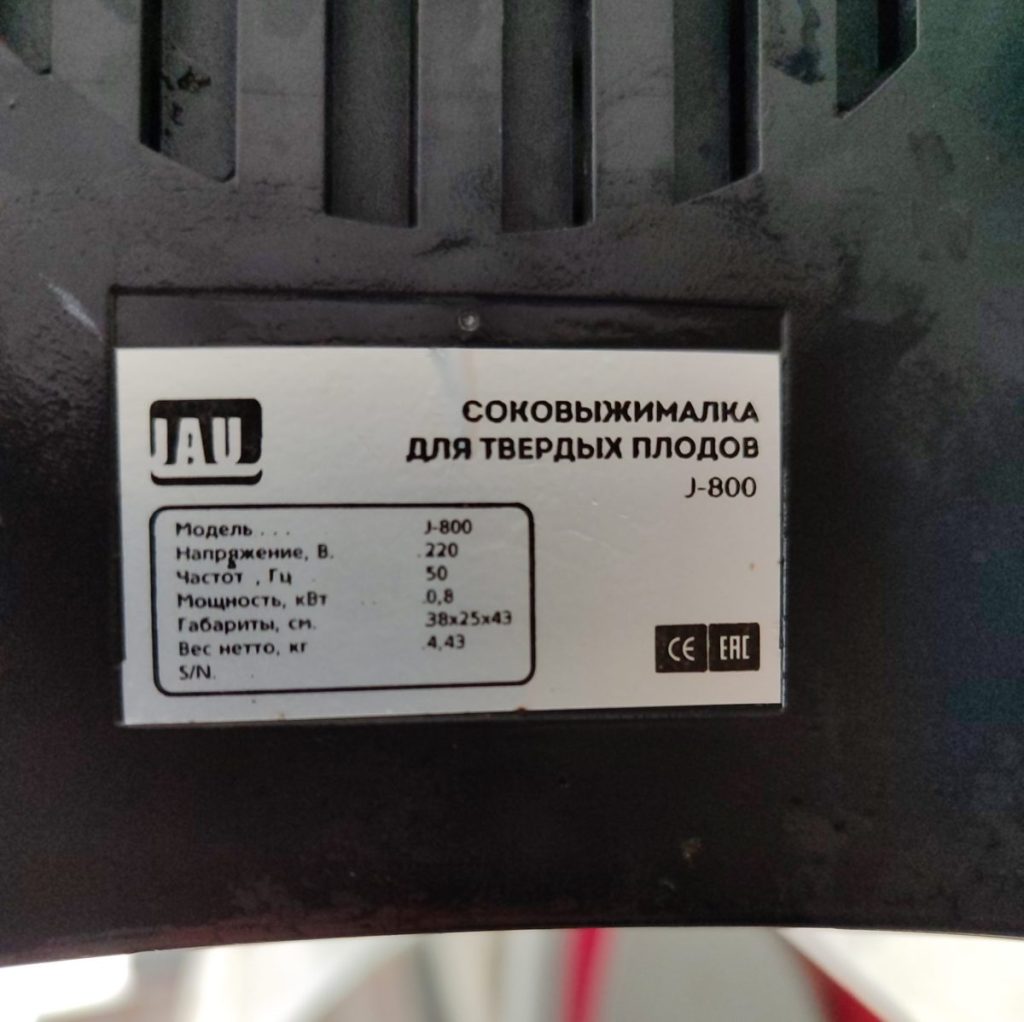 JAU
СОКОВЫЖИМАЛКА
ДЛЯ ТВЕРДЫХ ПЛОДОВ
J-800
Модель . . . J-800
Напряжение, В. 220
Частот , Гц 50
Мощность, кВт 0,8
Габариты, см. 38х25х43
Вес нетто, кг 4,43
S/N.
CE EAC